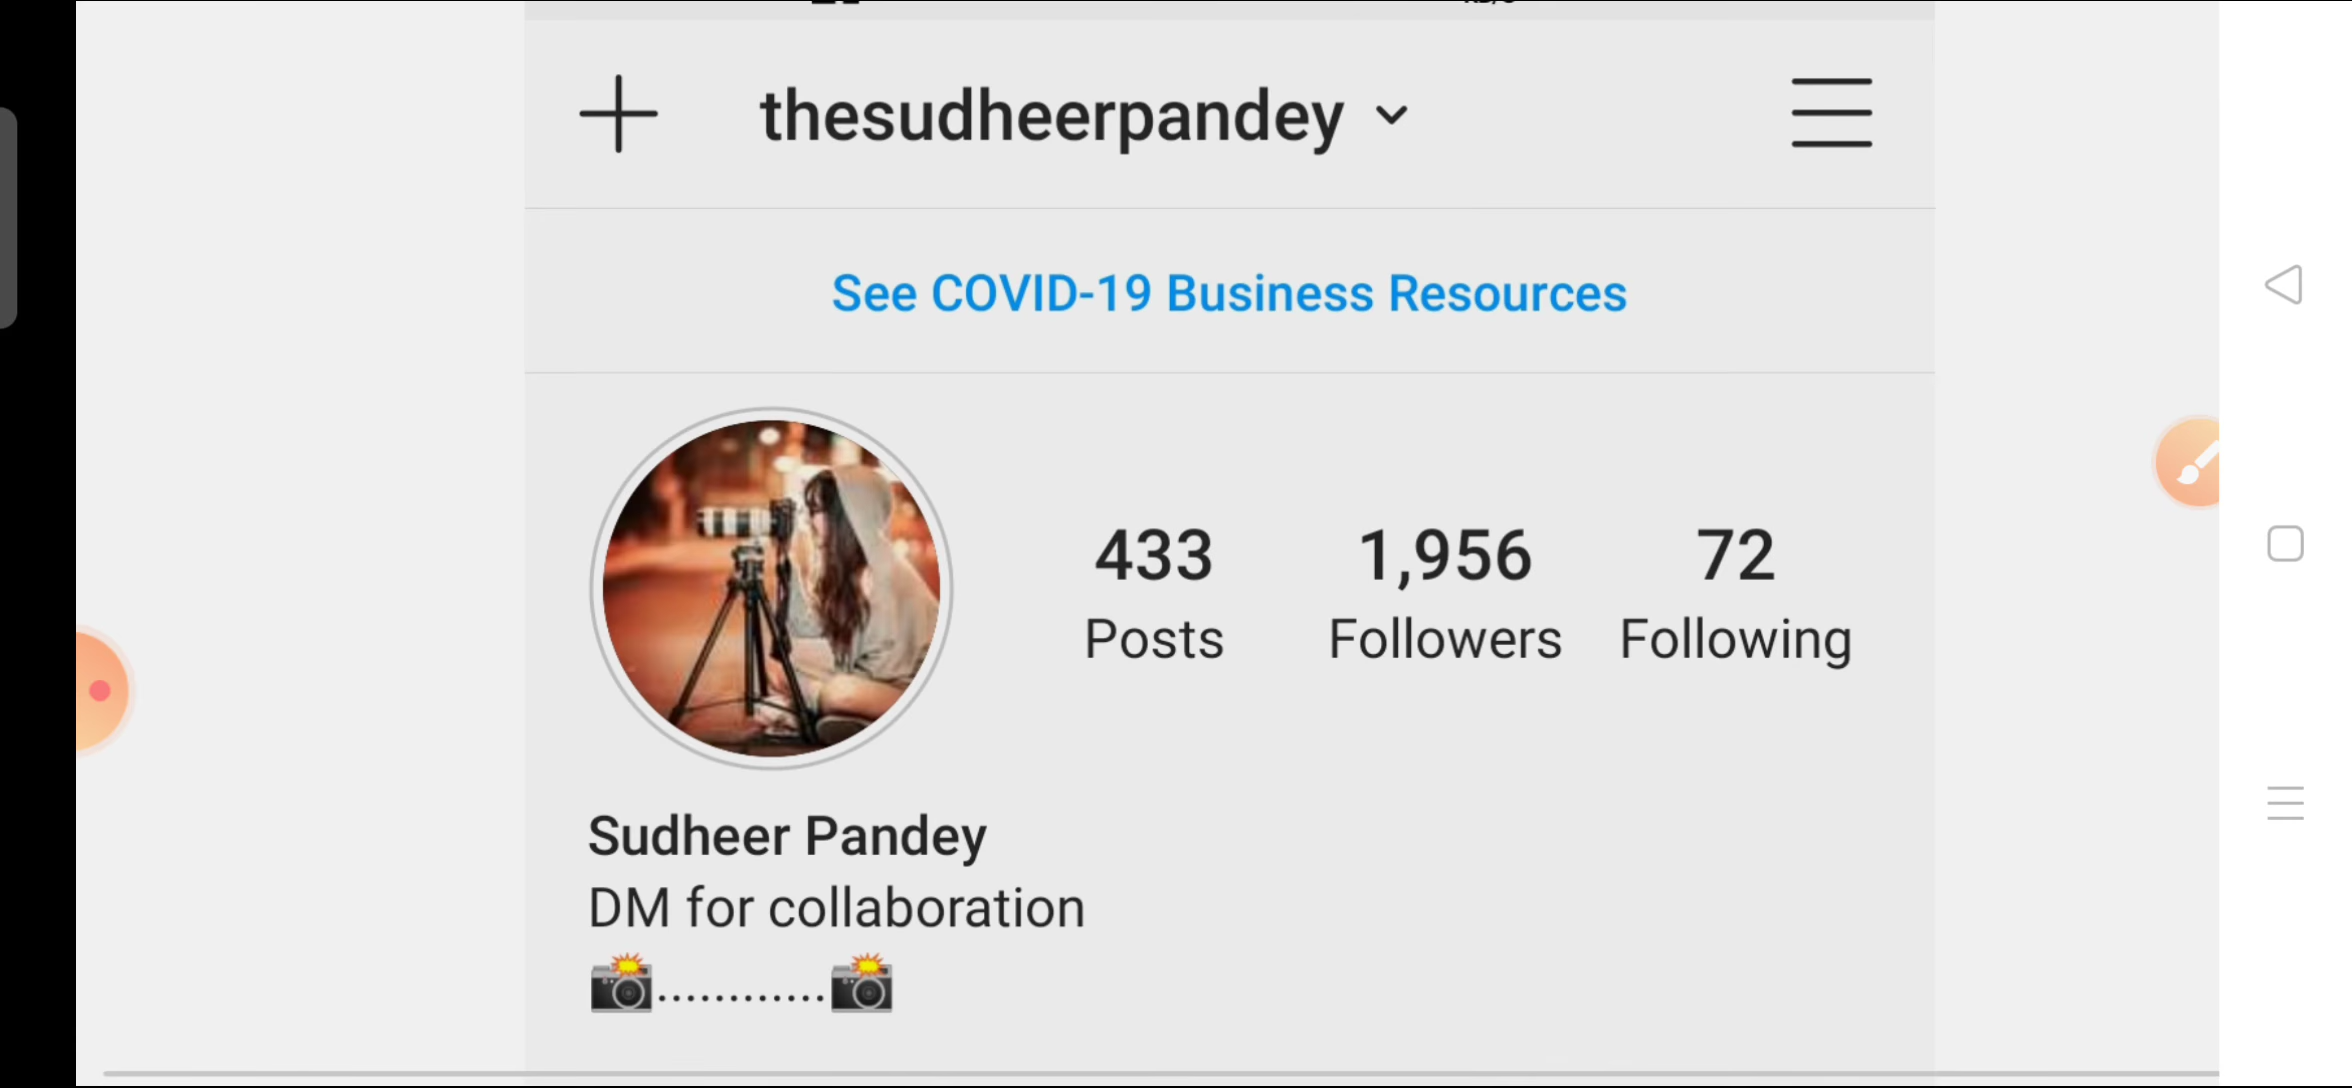 thesudheerpandey
See COVID-19 Business Resources
433 1,956 72
Posts Followers Following
Sudheer Pandey
DM for collaboration
📸............📸